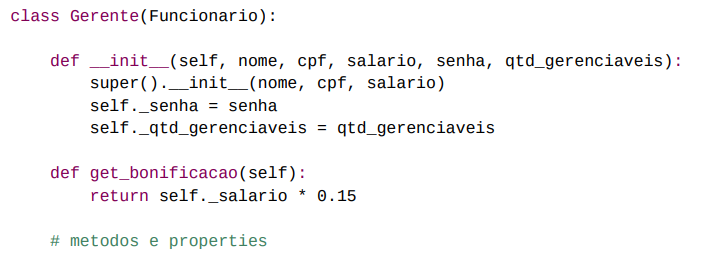 class Gerente(Funcionario):
def __init__(self, nome, cpf, salario, senha, qtd_gerenciaveis):
super().__init__(nome, cpf, salario)
self._senha = senha
self._qtd_gerenciaveis = qtd_gerenciaveis
def get_bonificacao(self):
return self._salario * 0.15
# metodos e properties